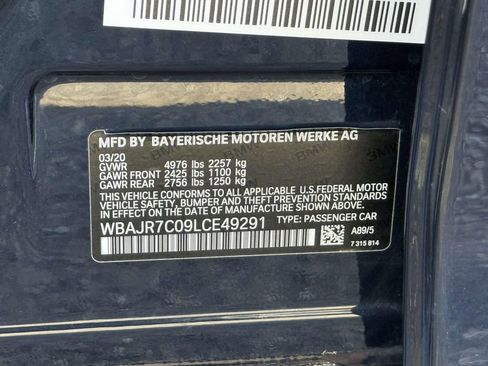 MFD BY BAYERISCHE MOTOREN WERKE AG
03/20
GVWR 4976 lbs 2257 kg
GAWR FRONT 2425 lbs 1100 kg
GAWR REAR 2756 lbs 1250 kg
THIS VEHICLE CONFORMS TO ALL APPLICABLE U.S.FEDERAL MOTOR
VEHICLE SAFETY, BUMPER AND THEFT PREVENTION STANDARDS
IN EFFECT ON THE DATE OF MANUFACTURE SHOWN ABOVE.
WBAJR7C09LCE49291 TYPE: PASSENGER CAR
A89/5
7 315 814